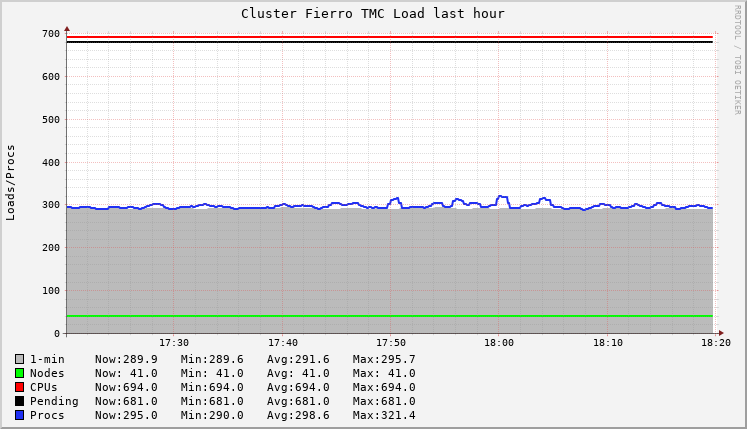 Cluster Fierro TMC Load last hour
RRDTOOL / TOBI OETIKER
Loads/Procs
700
600
500
400
300
200
100
0
17:30 17:40 17:50 18:00 18:10 18:20
1-min Now:289.9 Min:289.6 Avg:291.6 Max:295.7
Nodes Now: 41.0 Min: 41.0 Avg: 41.0 Max: 41.0
CPUs Now:694.0 Min:694.0 Avg:694.0 Max:694.0
Pending Now:681.0 Min:681.0 Avg:681.0 Max:681.0
Procs Now:295.0 Min:290.0 Avg:298.6 Max:321.4